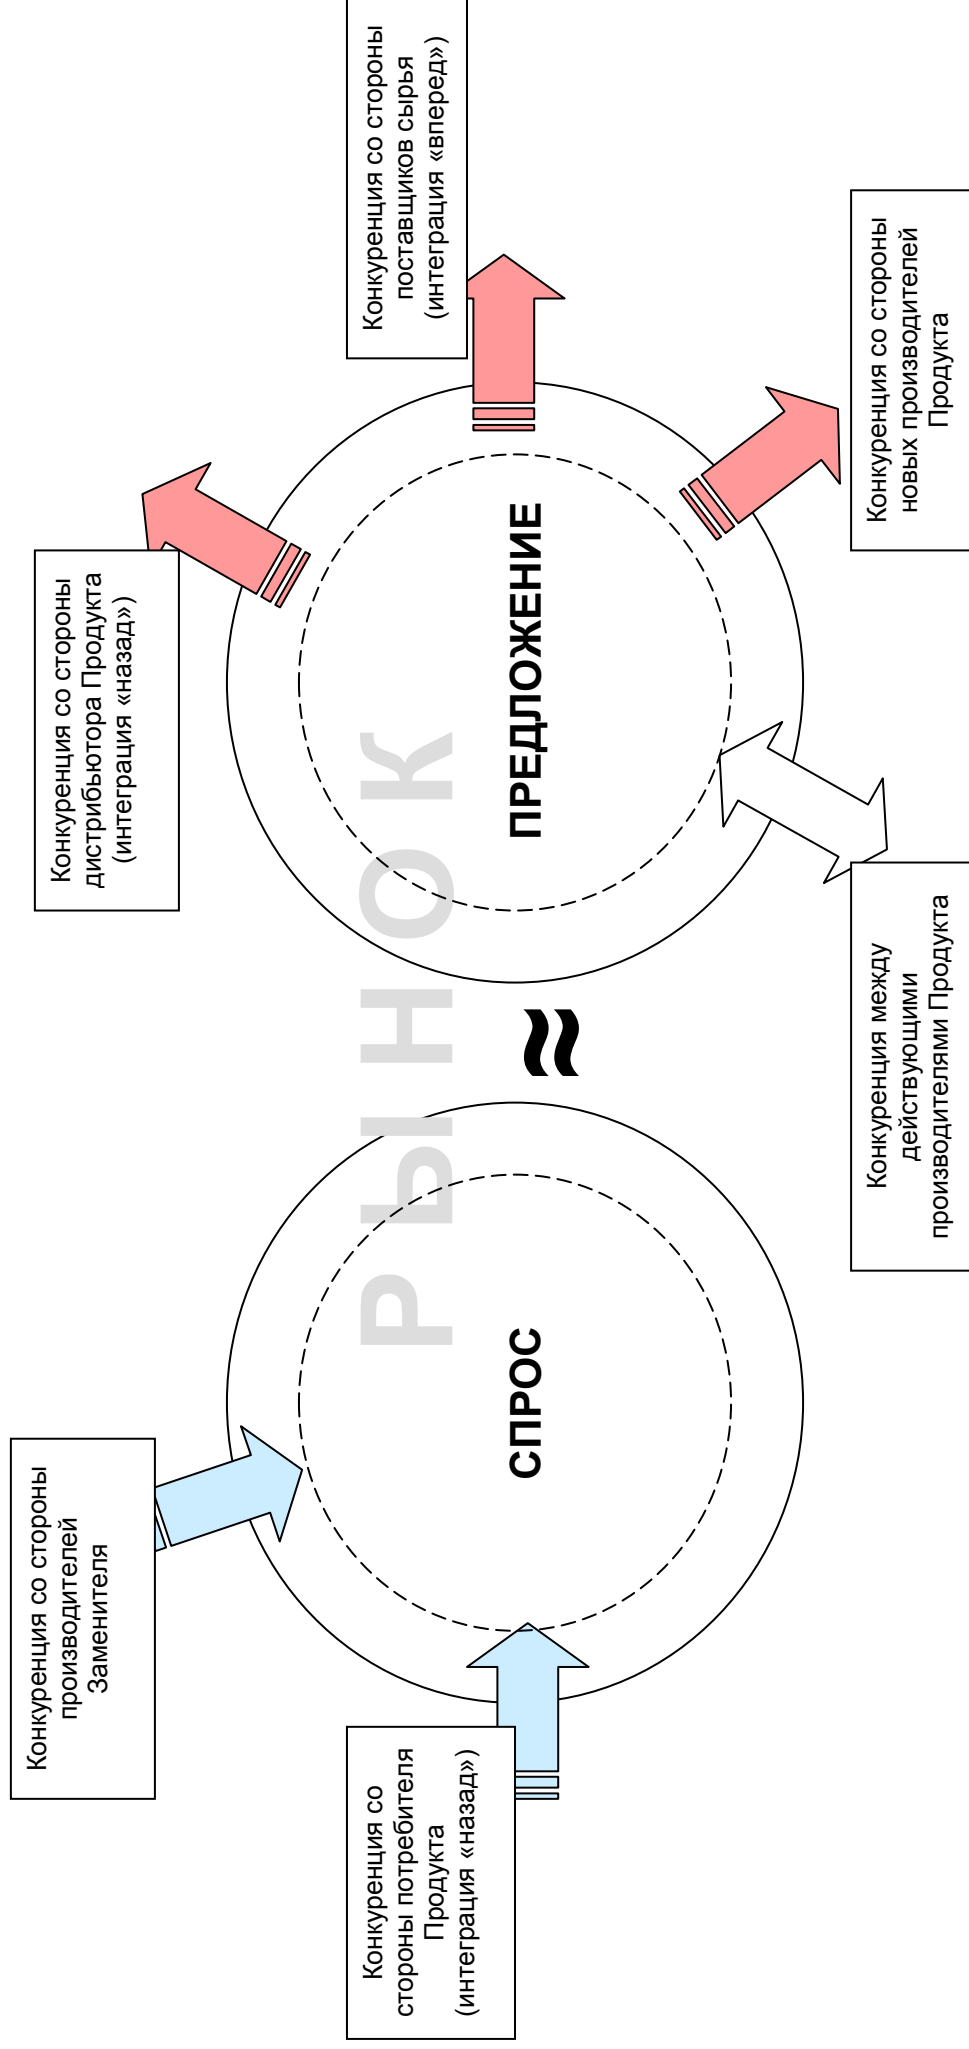 Конкуренция со стороны
производителей
Заменителя
Конкуренция со стороны
дистрибьютора Продукта
(интеграция «назад»)
Конкуренция со
стороны потребителя
Продукта
(интеграция «назад»)
РЫНОК
Конкуренция со стороны
поставщиков сырья
(интеграция «вперед»)
СПРОС
≈
ПРЕДЛОЖЕНИЕ
Конкуренция между
действующими
производителями Продукта
Конкуренция со стороны
новых производителей
Продукта